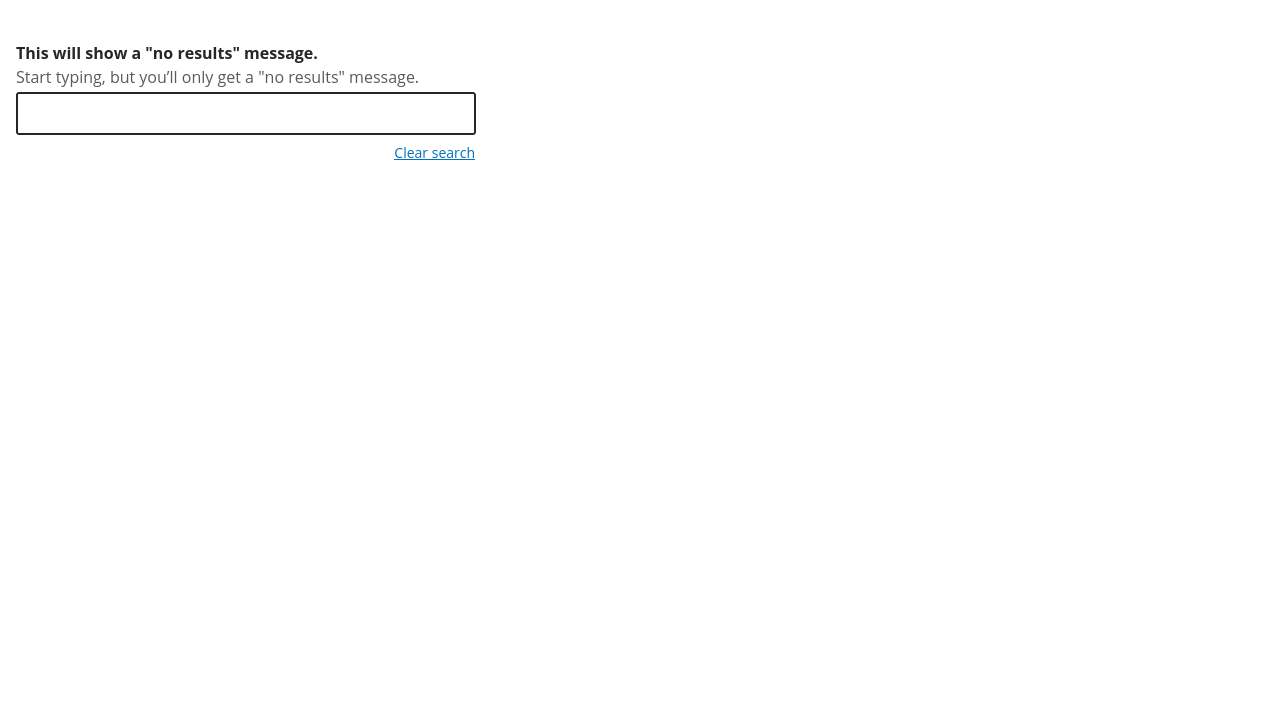 This will show a "no results" message.
Start typing, but you’ll only get a "no results" message.
Clear search